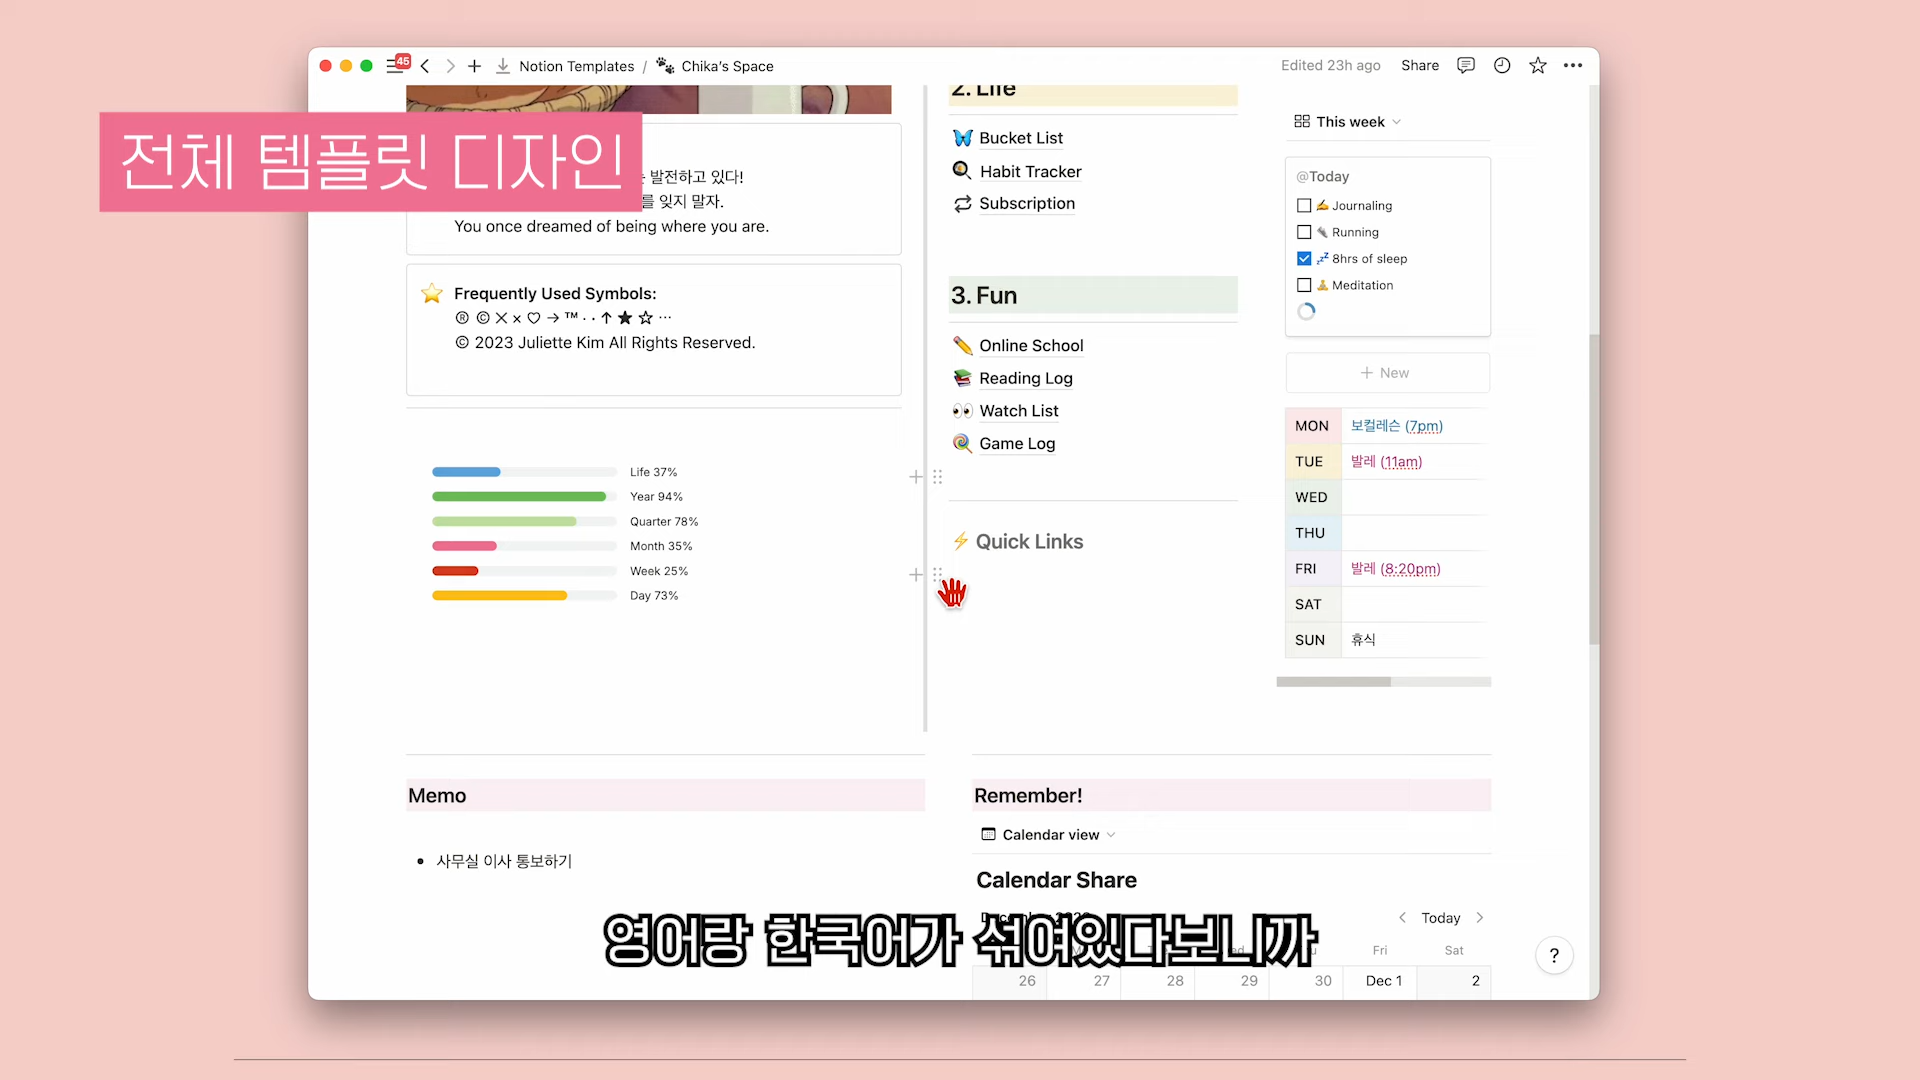 45
Notion Templates / Chika's Space
Edited 23h ago
Share
전체 템플릿 디자인
발전하고 있다!
를 잊지 말자.
You once dreamed of being where you are.
Frequently Used Symbols:
® © ✕ × ♡ → ™ · · ↑ ★ ☆ ⋯
© 2023 Juliette Kim All Rights Reserved.
Life 37%
Year 94%
Quarter 78%
Month 35%
Week 25%
Day 73%
2. Life
Bucket List
Habit Tracker
Subscription
3. Fun
Online School
Reading Log
Watch List
Game Log
Quick Links
This week
@Today
Journaling
Running
8hrs of sleep
Meditation
+ New
MON 보컬레슨 (7pm)
TUE 발레 (11am)
WED
THU
FRI 발레 (8:20pm)
SAT
SUN 휴식
Memo
• 사무실 이사 통보하기
Remember!
Calendar view
Calendar Share
Today
Fri Sat
26 27 28 29 30 Dec 1 2
영어랑 한국어가 섞여있다보니까
?